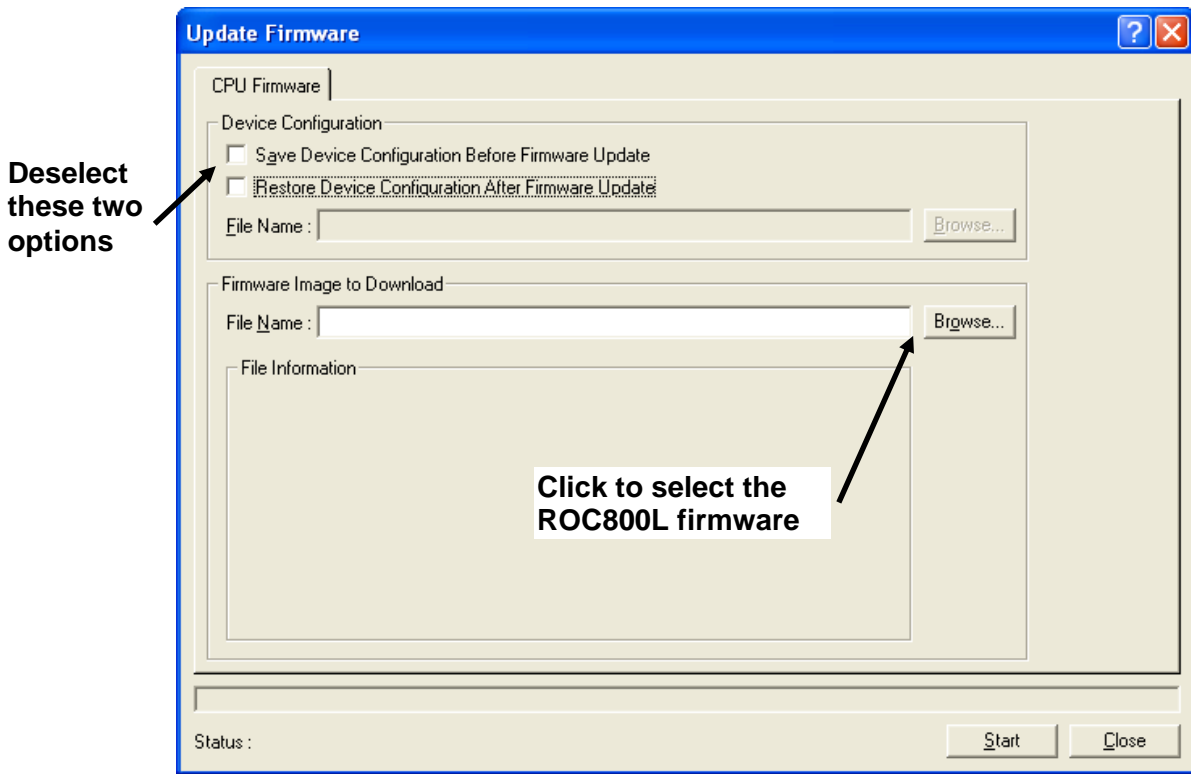 Update Firmware
CPU Firmware
Device Configuration
Save Device Configuration Before Firmware Update
Restore Device Configuration After Firmware Update
File Name :
Browse...
Deselect
these two
options
Firmware Image to Download
File Name :
Browse...
File Information
Click to select the
ROC800L firmware
Status :
Start
Close